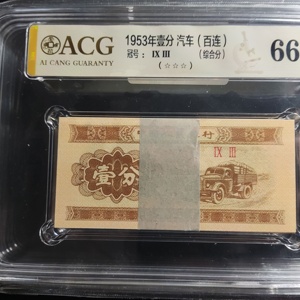 ACG
AI CANG GUARANTY
1953年壹分 汽车（百连）
冠号： IX III
（综合分）
（☆☆☆）
66
IX III
壹分